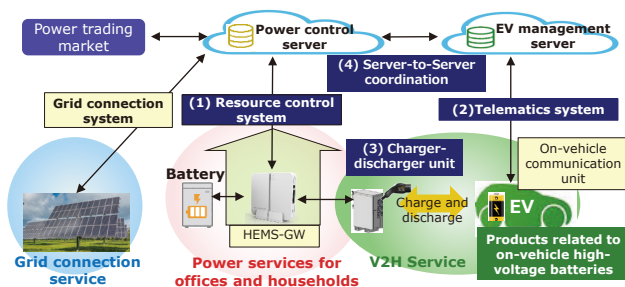 Power trading
market
Power control
server
EV management
server
(4) Server-to-Server
coordination
Grid connection
system
(1) Resource control
system
(2)Telematics system
(3) Charger-
discharger unit
On-vehicle
communication
unit
Battery
HEMS-GW
Charge and
discharge
EV
Products related to
on-vehicle high-
voltage batteries
Grid connection
service
Power services for
offices and households
V2H Service